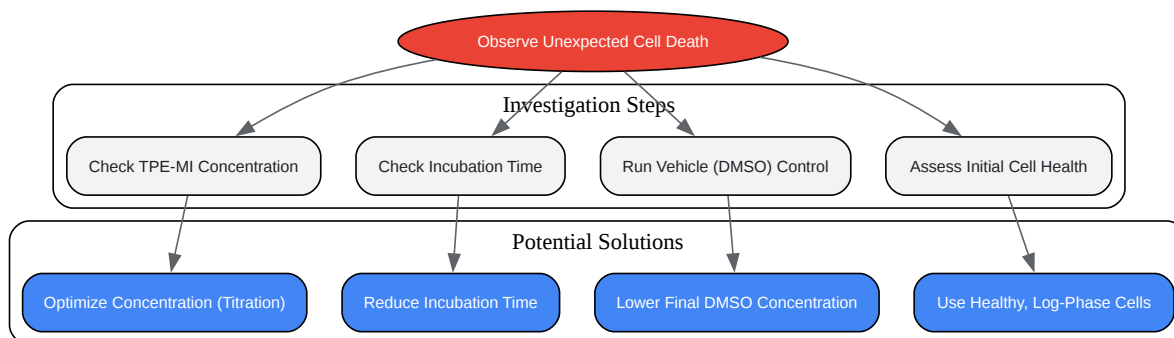 Observe Unexpected Cell Death
Investigation Steps
Check TPE-MI Concentration
Check Incubation Time
Run Vehicle (DMSO) Control
Assess Initial Cell Health
Potential Solutions
Optimize Concentration (Titration)
Reduce Incubation Time
Lower Final DMSO Concentration
Use Healthy, Log-Phase Cells